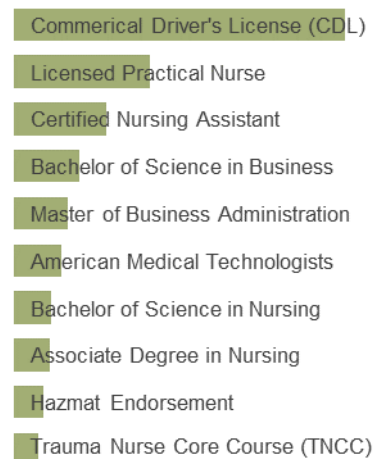 Commerical Driver's License (CDL)
Licensed Practical Nurse
Certified Nursing Assistant
Bachelor of Science in Business
Master of Business Administration
American Medical Technologists
Bachelor of Science in Nursing
Associate Degree in Nursing
Hazmat Endorsement
Trauma Nurse Core Course (TNCC)